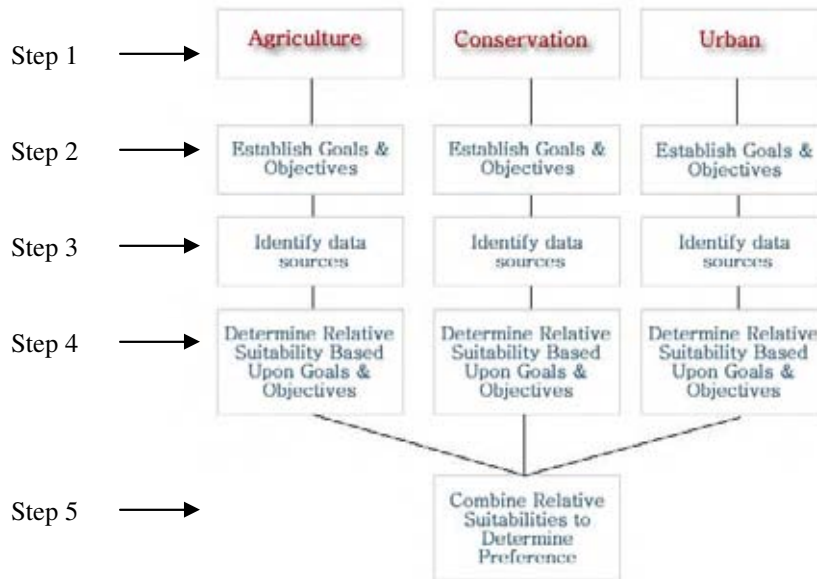 Step 1
Agriculture
Conservation
Urban
Step 2
Establish Goals &
Objectives
Establish Goals &
Objectives
Establish Goals &
Objectives
Step 3
Identify data
sources
Identify data
sources
Identify data
sources
Step 4
Determine Relative
Suitability Based
Upon Goals &
Objectives
Determine Relative
Suitability Based
Upon Goals &
Objectives
Determine Relative
Suitability Based
Upon Goals &
Objectives
Step 5
Combine Relative
Suitabilities to
Determine
Preference